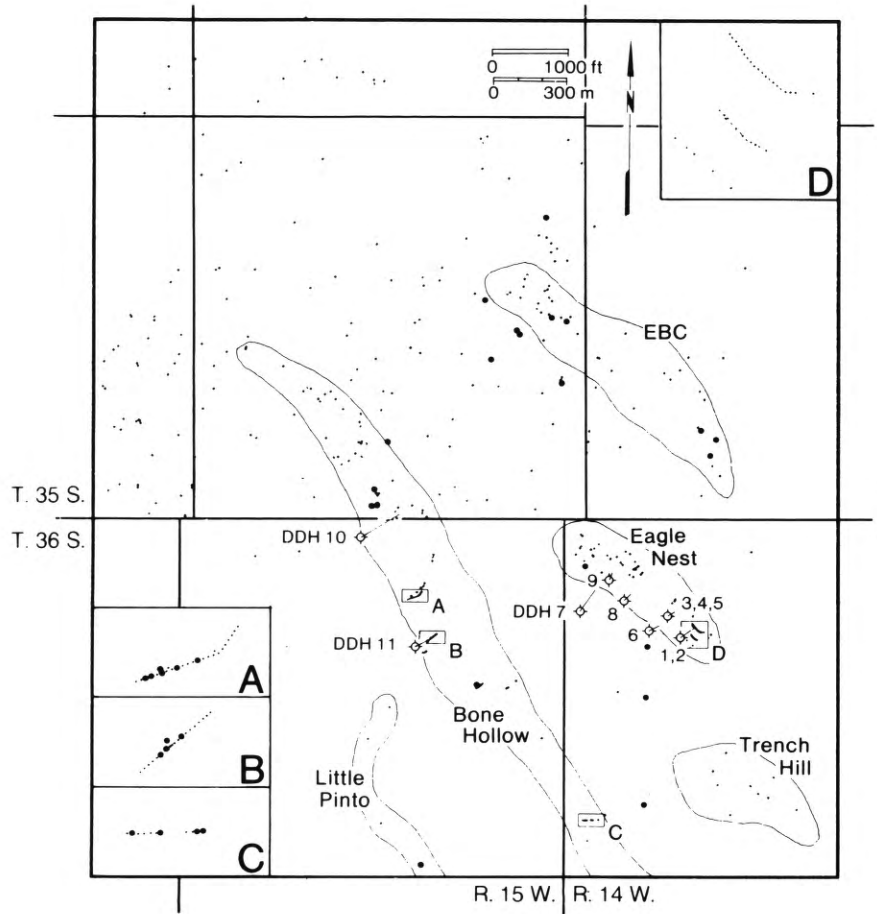 0 1000 ft
0 300 m
N
D
EBC
T. 35 S.
T. 36 S.
DDH 10
Eagle
Nest
9
DDH 7
8
3,4,5
6
1,2
D
A
DDH 11
B
A
B
C
Bone
Hollow
Little
Pinto
Trench
Hill
C
R. 15 W.
R. 14 W.